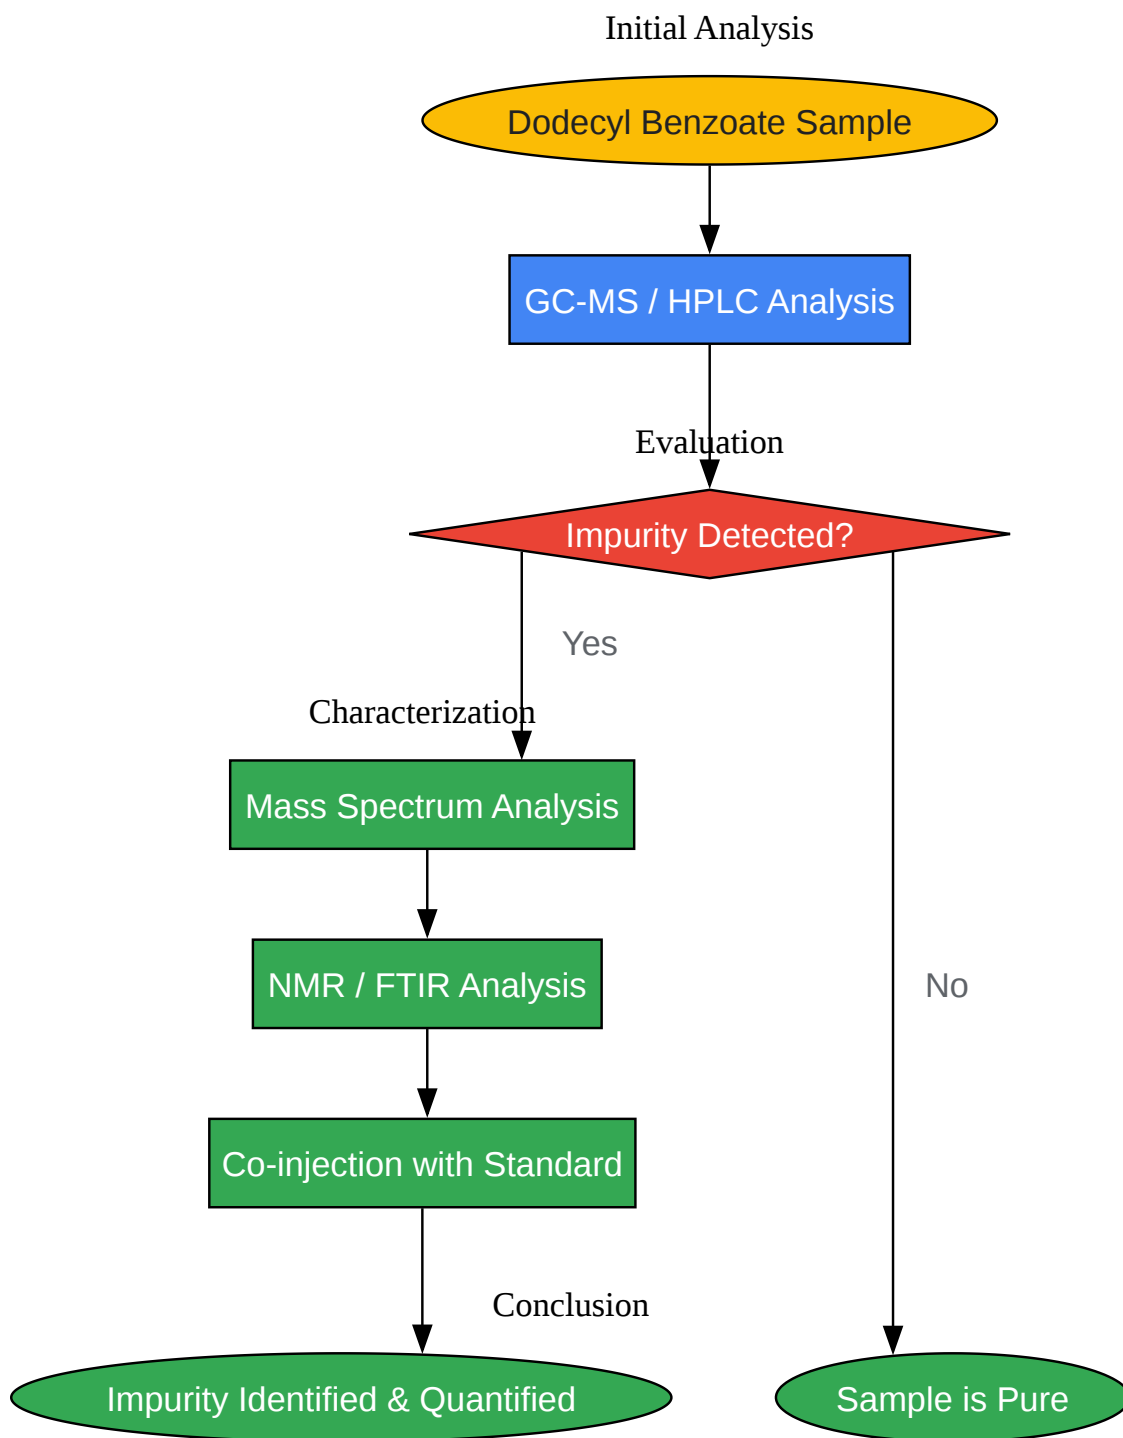 Initial Analysis
Dodecyl Benzoate Sample
GC-MS / HPLC Analysis
Evaluation
Impurity Detected?
Yes
Characterization
Mass Spectrum Analysis
NMR / FTIR Analysis
No
Co-injection with Standard
Conclusion
Impurity Identified & Quantified
Sample is Pure